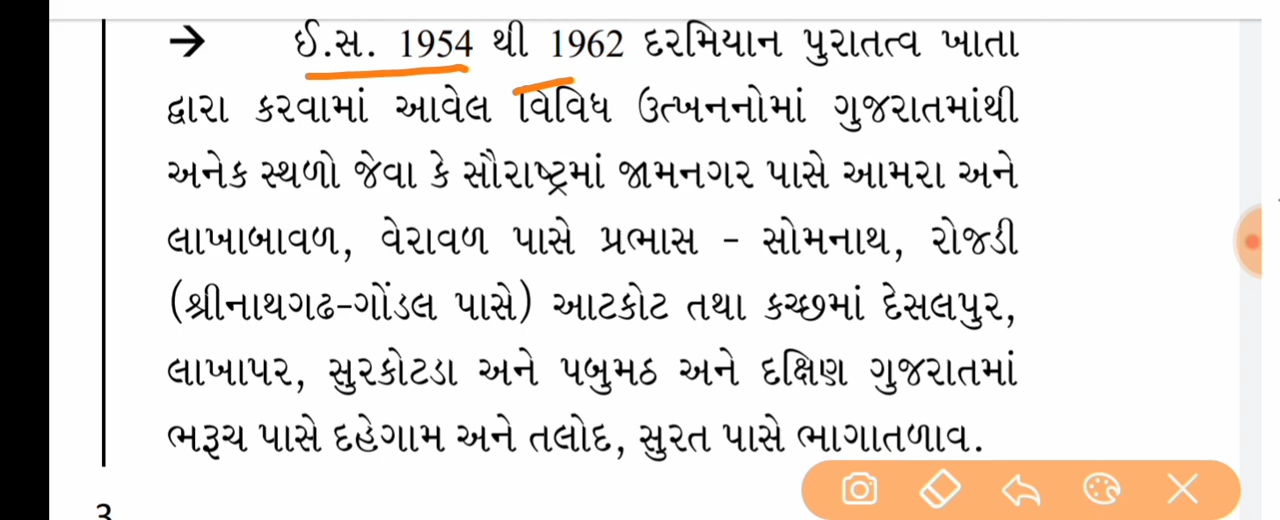 → ઈ.સ. 1954 થી 1962 દરમિયાન પુરાતત્વ ખાતા
દ્વારા કરવામાં આવેલ વિવિધ ઉત્ખનનોમાં ગુજરાતમાંથી
અનેક સ્થળો જેવા કે સૌરાષ્ટ્રમાં જામનગર પાસે આમરા અને
લાખાબાવળ, વેરાવળ પાસે પ્રભાસ – સોમનાથ, રોજડી
(શ્રીનાથગઢ–ગોંડલ પાસે) આટકોટ તથા કચ્છમાં દેસલપુર,
લાખાપર, સુરકોટડા અને પબુમઠ અને દક્ષિણ ગુજરાતમાં
ભરૂચ પાસે દહેગામ અને તલોદ, સુરત પાસે ભાગાતળાવ.
3